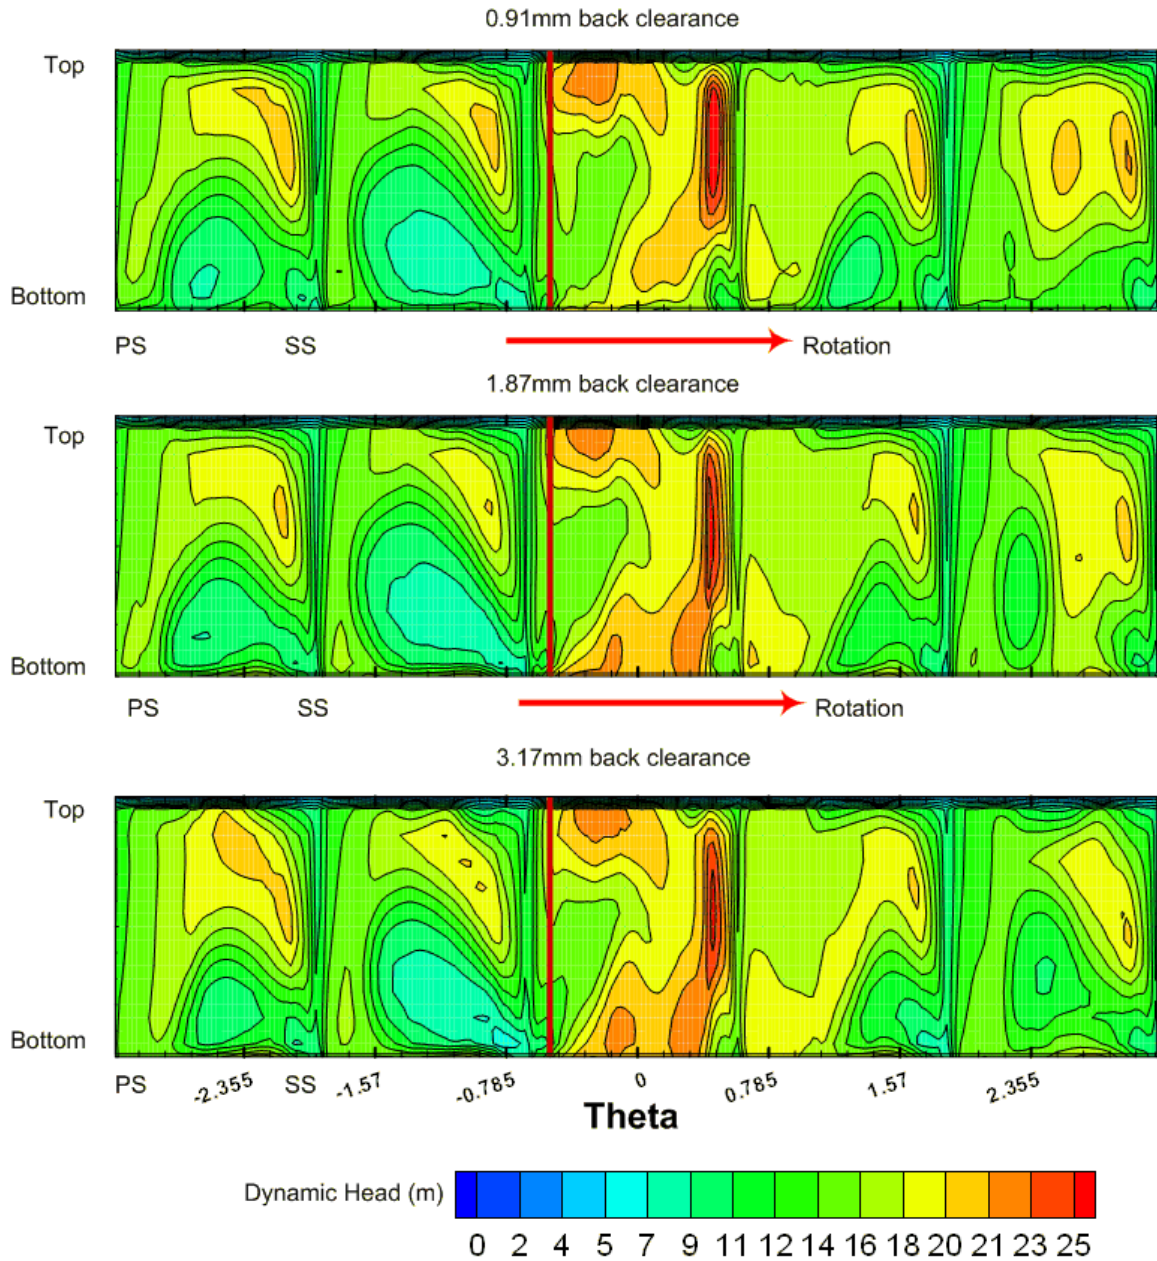 0.91mm back clearance
Top
Bottom
PS SS Rotation
1.87mm back clearance
Top
Bottom
PS SS Rotation
3.17mm back clearance
Top
Bottom
PS -2.355 SS -1.57 -0.785 0 0.785 1.57 2.355
Theta
Dynamic Head (m)
0 2 4 5 7 9 11 12 14 16 18 20 21 23 25